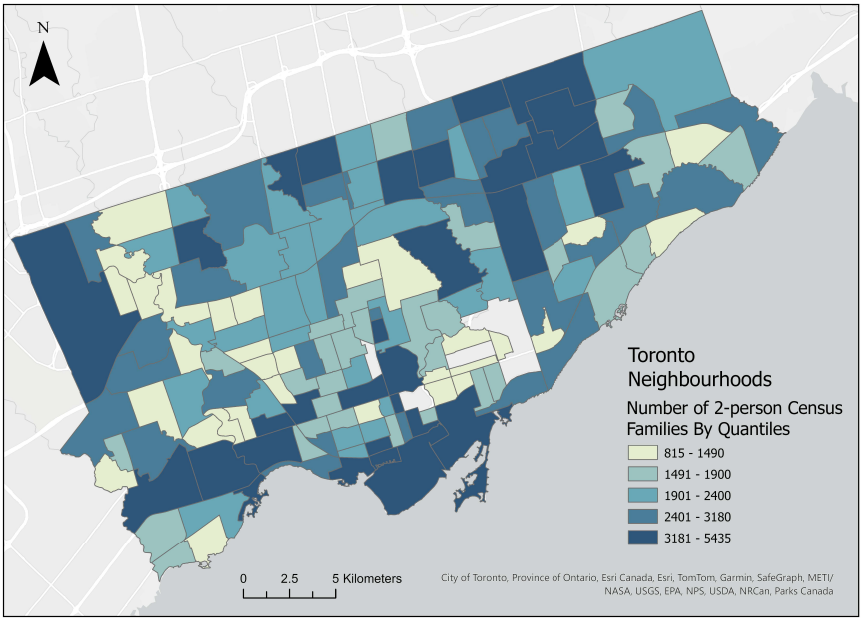 N
Toronto
Neighbourhoods
Number of 2-person Census
Families By Quantiles
815 - 1490
1491 - 1900
1901 - 2400
2401 - 3180
3181 - 5435
0 2.5 5 Kilometers
City of Toronto, Province of Ontario, Esri Canada, Esri, TomTom, Garmin, SafeGraph, METI/
NASA, USGS, EPA, NPS, USDA, NRCan, Parks Canada